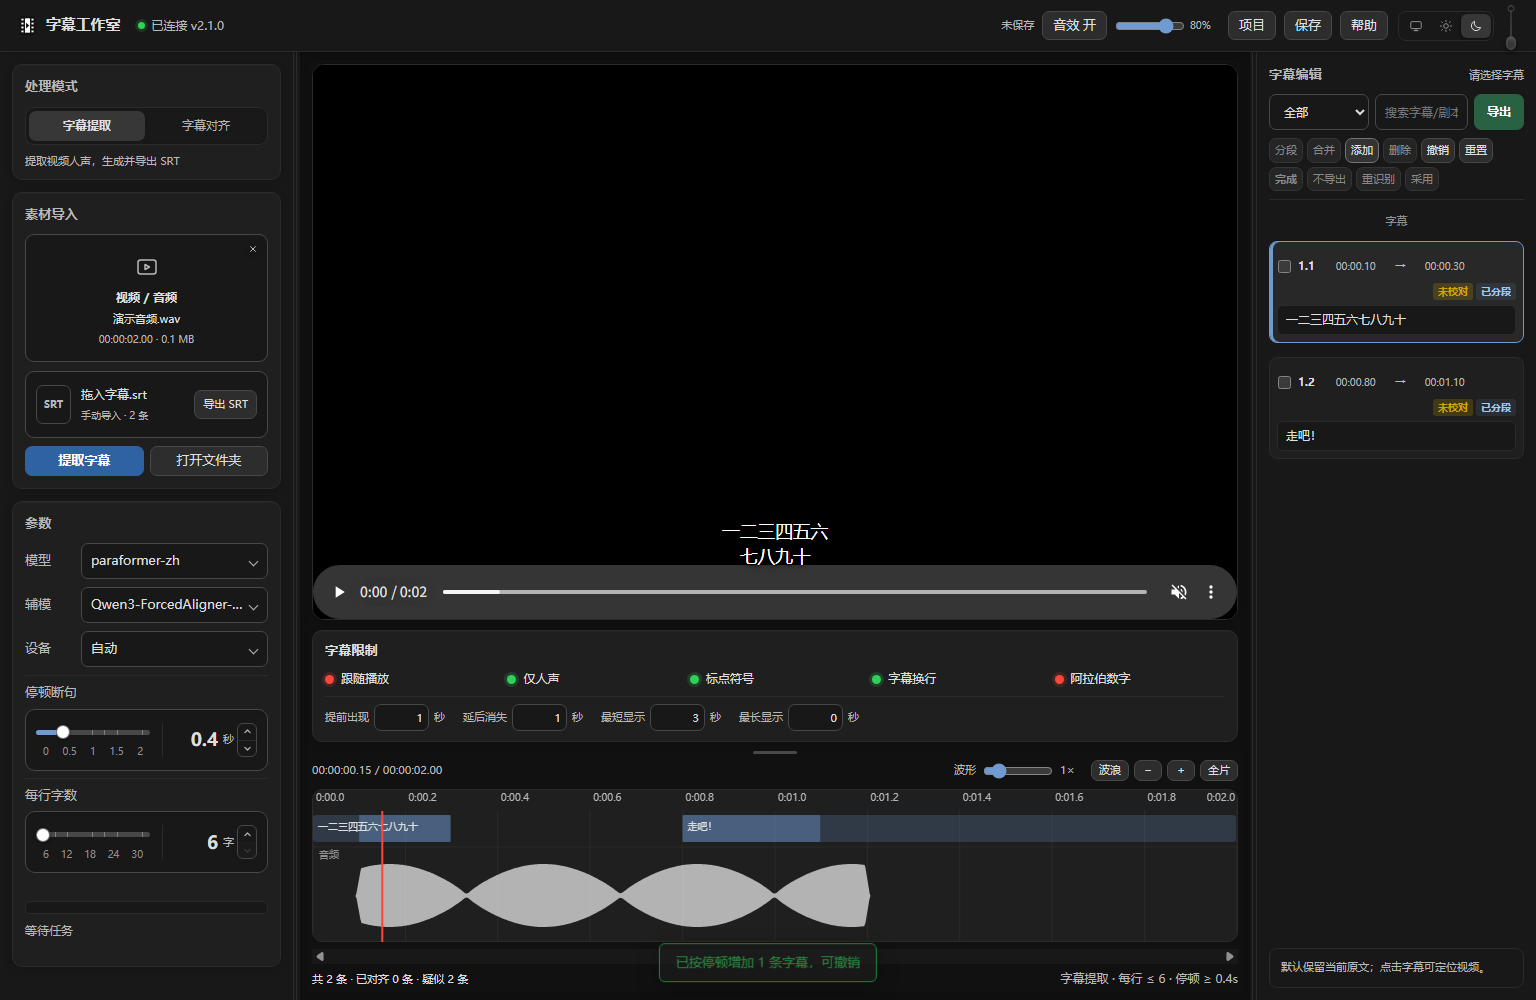 字幕工作室
已连接 v2.1.0
未保存
音效 开
80%
项目
保存
帮助
处理模式
字幕提取
字幕对齐
提取视频人声，生成并导出 SRT
素材导入
×
视频 / 音频
演示音频.wav
00:00:02.00 · 0.1 MB
SRT
拖入字幕.srt
手动导入 · 2 条
导出 SRT
提取字幕
打开文件夹
参数
模型
paraformer-zh
辅模
Qwen3-ForcedAligner-...
设备
自动
停顿断句
0 0.5 1 1.5 2
0.4 秒
每行字数
6 12 18 24 30
6 字
等待任务
一二三四五六
七八九十
0:00 / 0:02
字幕限制
跟随播放
仅人声
标点符号
字幕换行
阿拉伯数字
提前出现 1 秒
延后消失 1 秒
最短显示 3 秒
最长显示 0 秒
00:00:00.15 / 00:00:02.00
波形
1×
波浪
−
+
全片
0:00.0 0:00.2 0:00.4 0:00.6 0:00.8 0:01.0 0:01.2 0:01.4 0:01.6 0:01.8 0:02.0
一二三四五六七八九十
走吧！
音频
已按停顿增加 1 条字幕，可撤销
共 2 条 · 已对齐 0 条 · 疑似 2 条
字幕提取 · 每行 ≤ 6 · 停顿 ≥ 0.4s
字幕编辑
请选择字幕
全部
搜索字幕/剧本
导出
分段
合并
添加
删除
撤销
重置
完成
不导出
重识别
采用
字幕
1.1 00:00.10 → 00:00.30
未校对 已分段
一二三四五六七八九十
1.2 00:00.80 → 00:01.10
未校对 已分段
走吧！
默认保留当前原文；点击字幕可定位视频。